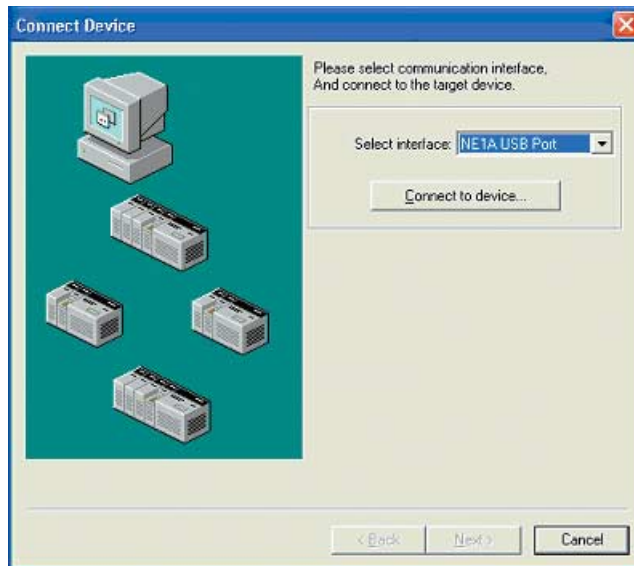 Connect Device
Please select communication interface,
And connect to the target device.
Select interface: NE1A USB Port
Connect to device...
< Back Next > Cancel